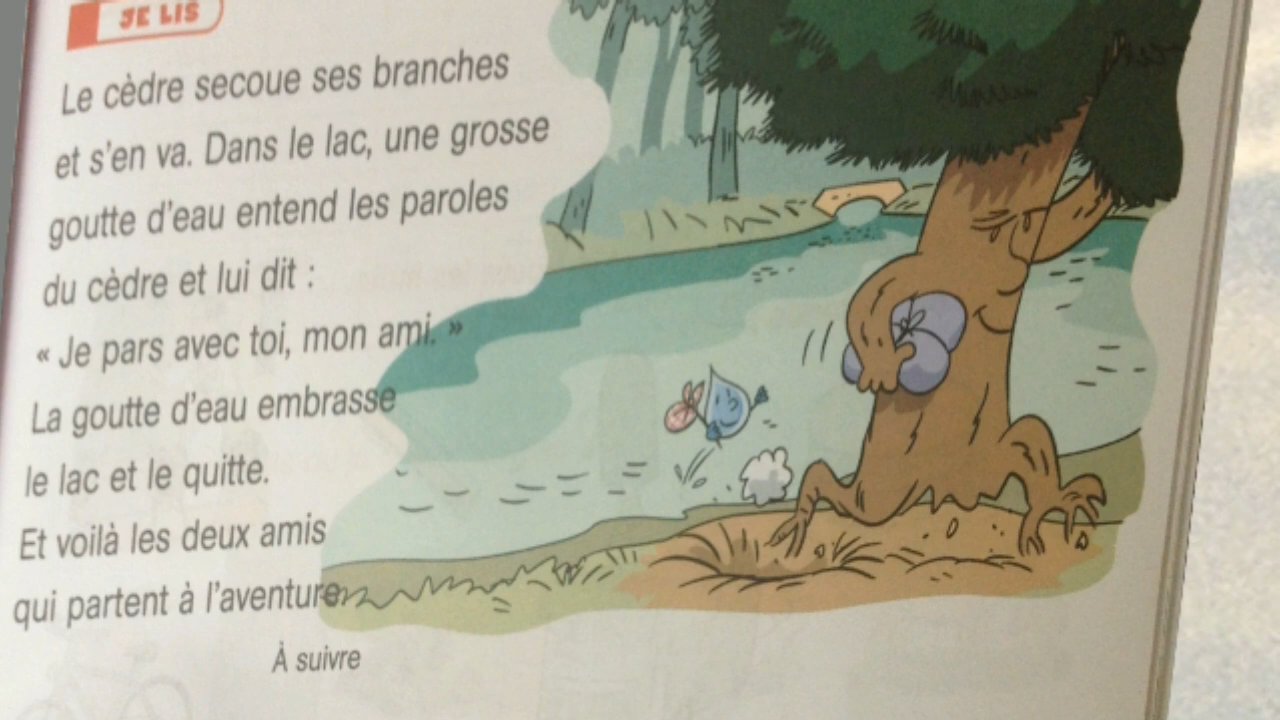 JE LIS
Le cèdre secoue ses branches
et s'en va. Dans le lac, une grosse
goutte d'eau entend les paroles
du cèdre et lui dit :
« Je pars avec toi, mon ami. »
La goutte d'eau embrasse
le lac et le quitte.
Et voilà les deux amis
qui partent à l'aventure.
À suivre